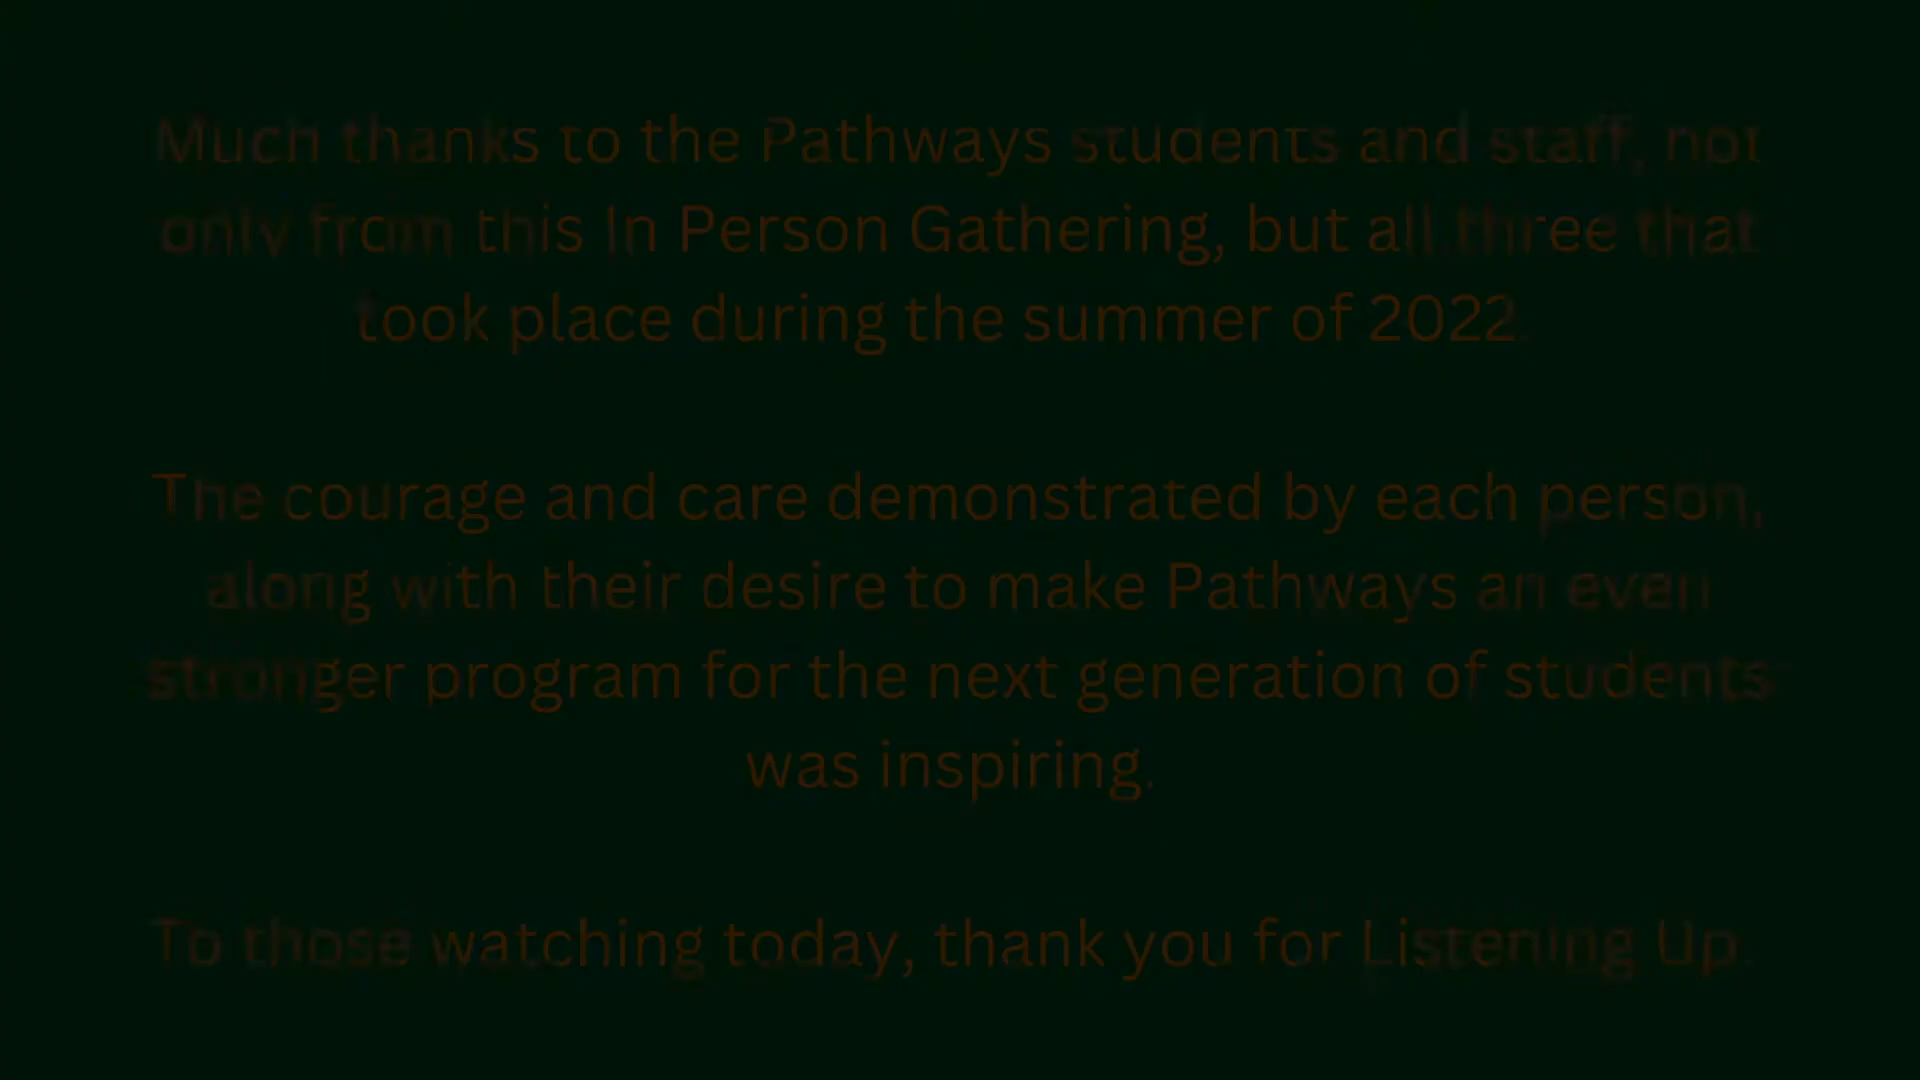 Much thanks to the Pathways students and staff, not
only from this In Person Gathering, but all three that
took place during the summer of 2022.
The courage and care demonstrated by each person,
along with their desire to make Pathways an even
stronger program for the next generation of students
was inspiring.
To those watching today, thank you for Listening Up.